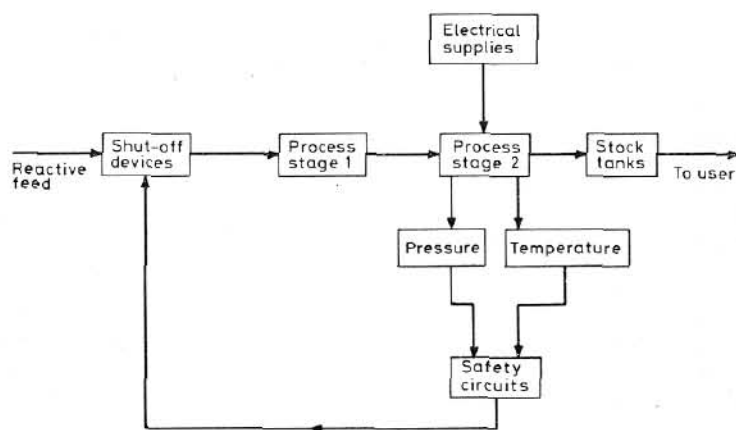 Electrical
supplies
Shut-off
devices
Process
stage 1
Process
stage 2
Stock
tanks
Reactive
feed
To user
Pressure
Temperature
Safety
circuits